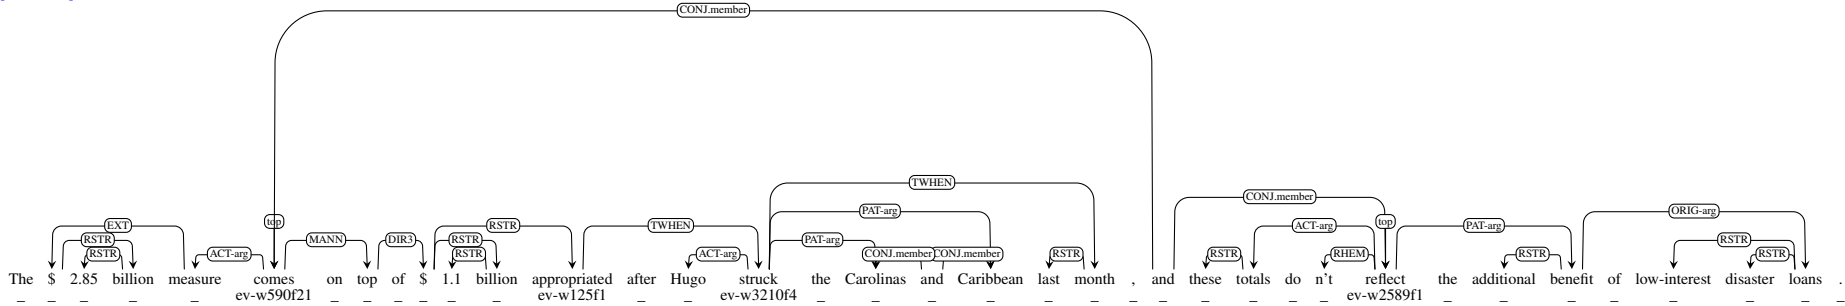 CONJ.member
TWHEN
CONJ.member
PAT-arg ORIG-arg
top top
EXT RSTR TWHEN ACT-arg PAT-arg
RSTR MANN DIR3 RSTR PAT-arg RSTR
RSTR ACT-arg RSTR ACT-arg CONJ.member CONJ.member RSTR RSTR RHEM RSTR RSTR
The $ 2.85 billion measure comes on top of $ 1.1 billion appropriated after Hugo struck the Carolinas and Caribbean last month , and these totals do n't reflect the additional benefit of low-interest disaster loans .
_ _ _ _ _ ev-w590f21 _ _ _ _ _ _ ev-w125f1 _ _ ev-w3210f4 _ _ _ _ _ _ _ _ _ _ _ _ ev-w2589f1 _ _ _ _ _ _ _ _